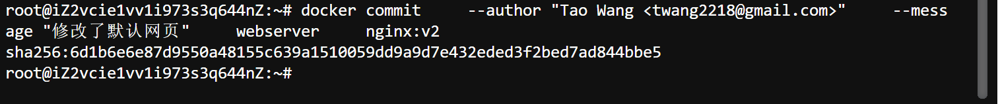 root@iZ2vcie1vv1i973s3q644nZ:~# docker commit     --author "Tao Wang <twang2218@gmail.com>"     --mess
age "修改了默认网页"     webserver     nginx:v2
sha256:6d1b6e6e87d9550a48155c639a1510059dd9a9d7e432eded3f2bed7ad844bbe5
root@iZ2vcie1vv1i973s3q644nZ:~#